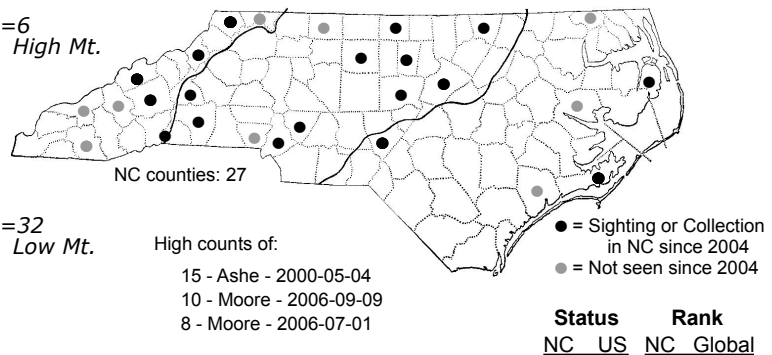 =6
High Mt.
NC counties: 27
=32
Low Mt.
High counts of:
15 - Ashe - 2000-05-04
10 - Moore - 2006-09-09
8 - Moore - 2006-07-01
= Sighting or Collection
in NC since 2004
= Not seen since 2004
Status Rank
NC US NC Global